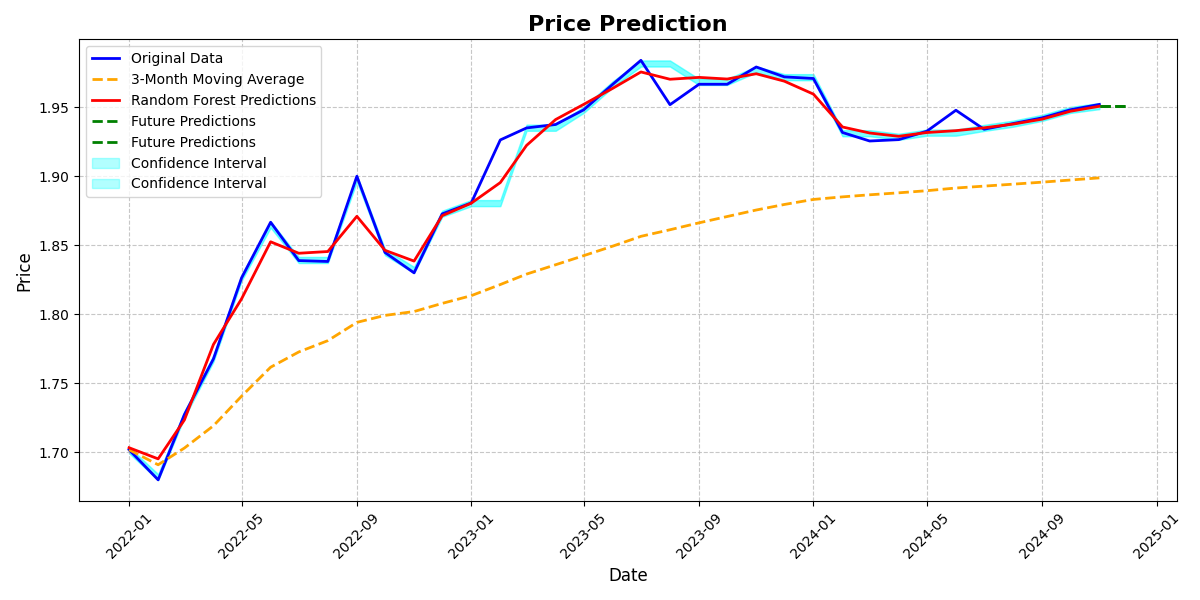 Price Prediction
Original Data
3-Month Moving Average
Random Forest Predictions
Future Predictions
Future Predictions
Confidence Interval
Confidence Interval
Price
1.95
1.90
1.85
1.80
1.75
1.70
2022-01
2022-05
2022-09
2023-01
2023-05
2023-09
2024-01
2024-05
2024-09
2025-01
Date